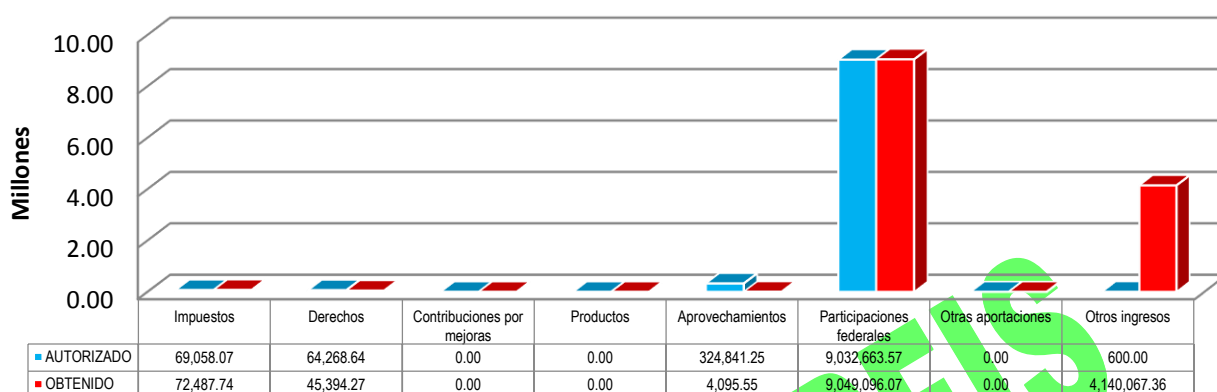 10.00
8.00
6.00
4.00
2.00
0.00
Millones
Impuestos Derechos Contribuciones por mejoras Productos Aprovechamientos Participaciones federales Otras aportaciones Otros ingresos
AUTORIZADO 69,058.07 64,268.64 0.00 0.00 324,841.25 9,032,663.57 0.00 600.00
OBTENIDO 72,487.74 45,394.27 0.00 0.00 4,095.55 9,049,096.07 0.00 4,140,067.36